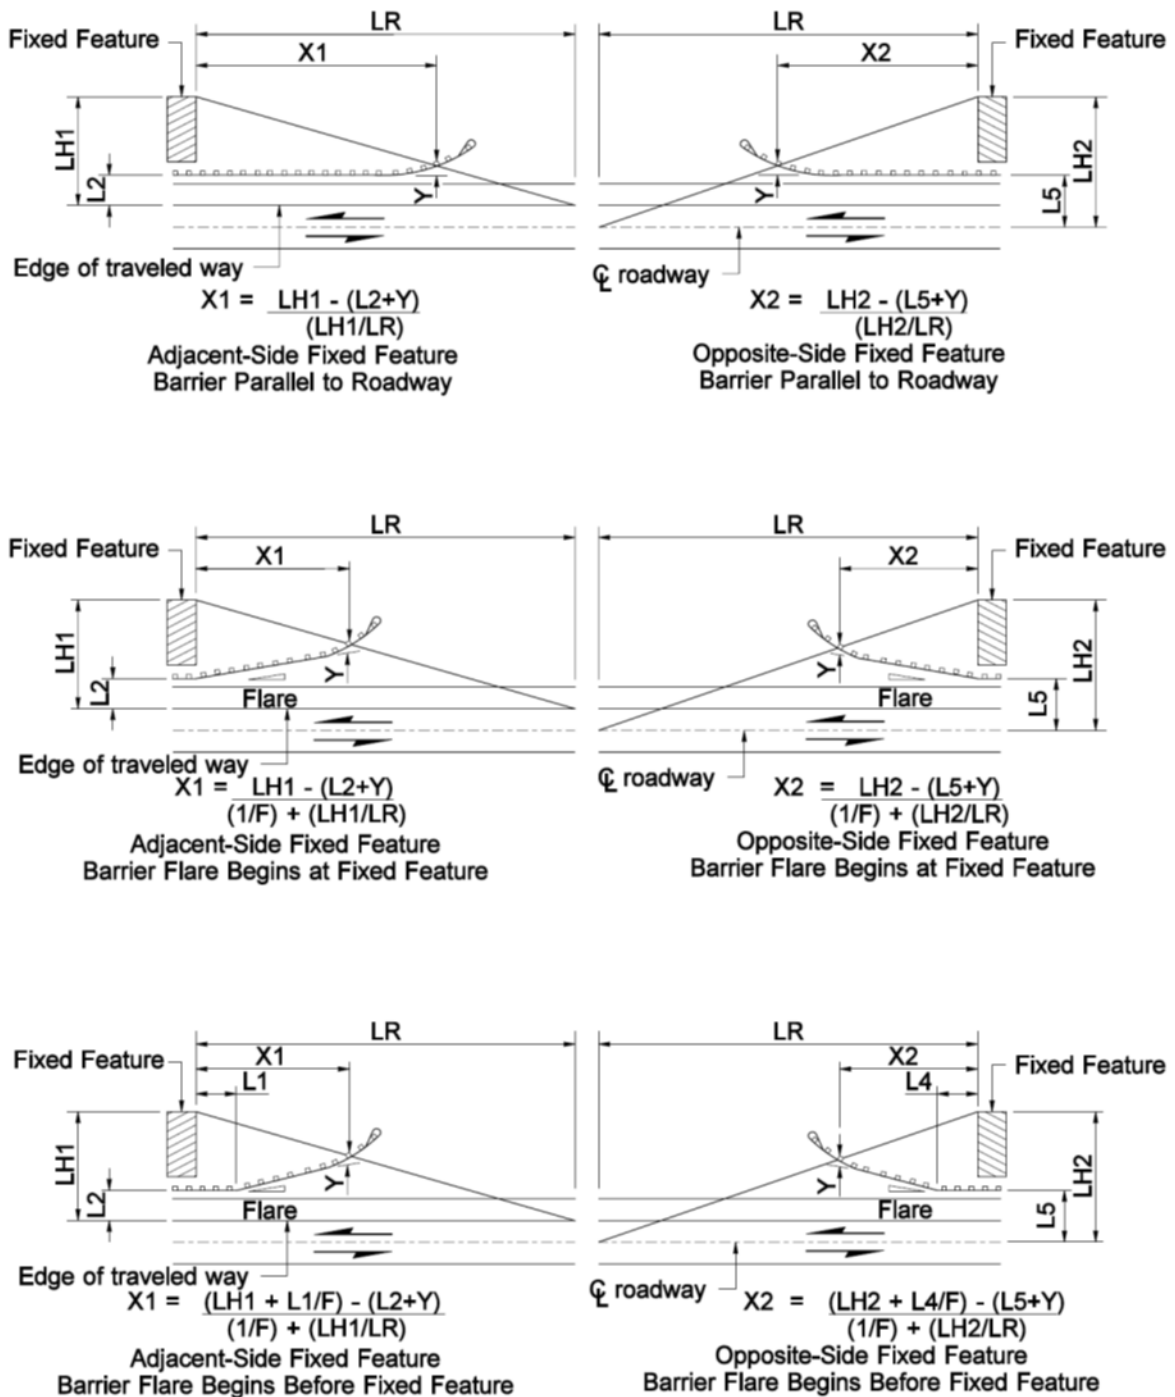 LR
LR
Fixed Feature
X1
X2
Fixed Feature
LH1
L2
Y
Y
L5
LH2
Edge of traveled way
℄ roadway
X1 = LH1 - (L2+Y)
(LH1/LR)
Adjacent-Side Fixed Feature
Barrier Parallel to Roadway
X2 = LH2 - (L5+Y)
(LH2/LR)
Opposite-Side Fixed Feature
Barrier Parallel to Roadway
LR
LR
Fixed Feature
X1
X2
Fixed Feature
LH1
L2
Y
Flare
Y
Flare
L5
LH2
Edge of traveled way
℄ roadway
X1 = LH1 - (L2+Y)
(1/F) + (LH1/LR)
Adjacent-Side Fixed Feature
Barrier Flare Begins at Fixed Feature
X2 = LH2 - (L5+Y)
(1/F) + (LH2/LR)
Opposite-Side Fixed Feature
Barrier Flare Begins at Fixed Feature
LR
LR
Fixed Feature
X1
L1
X2
L4
Fixed Feature
LH1
L2
Y
Flare
Y
Flare
L5
LH2
Edge of traveled way
℄ roadway
X1 = (LH1 + L1/F) - (L2+Y)
(1/F) + (LH1/LR)
Adjacent-Side Fixed Feature
Barrier Flare Begins Before Fixed Feature
X2 = (LH2 + L4/F) - (L5+Y)
(1/F) + (LH2/LR)
Opposite-Side Fixed Feature
Barrier Flare Begins Before Fixed Feature